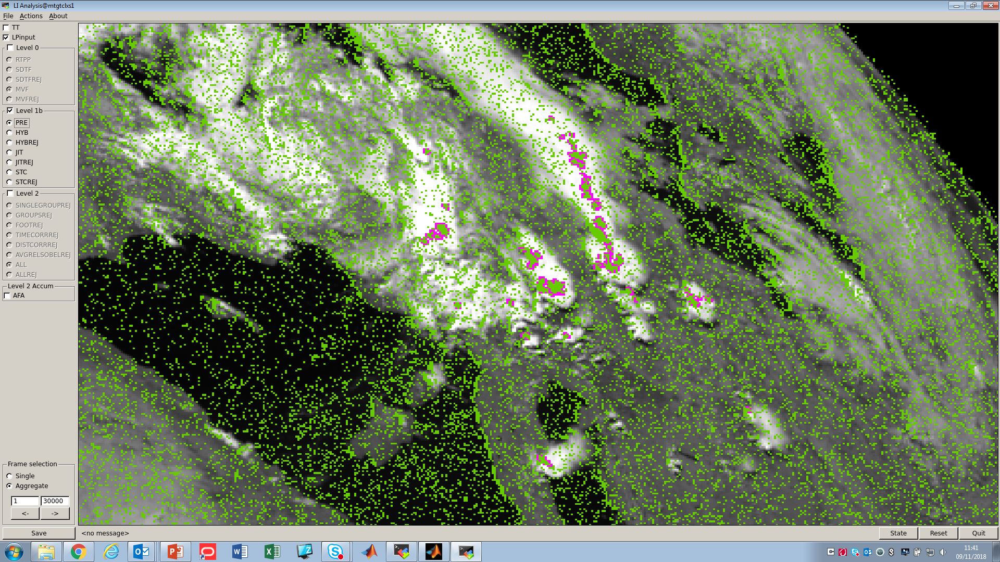 LI Analysis@mtgtclxs1
File Actions About
TT
LPinput
Level 0
RTPP
SDTF
SDTFREJ
MVF
MVFREJ
Level 1b
PRE
HYB
HYBREJ
JIT
JITREJ
STC
STCREJ
Level 2
SINGLEGROUPREJ
GROUPSREJ
FOOTREJ
TIMECORRREJ
DISTCORRREJ
AVGRELSOBELREJ
ALL
ALLREJ
Level 2 Accum
AFA
Frame selection
Single
Aggregate
1 30000
<- ->
Save <no message> State Reset Quit
11:41
09/11/2018